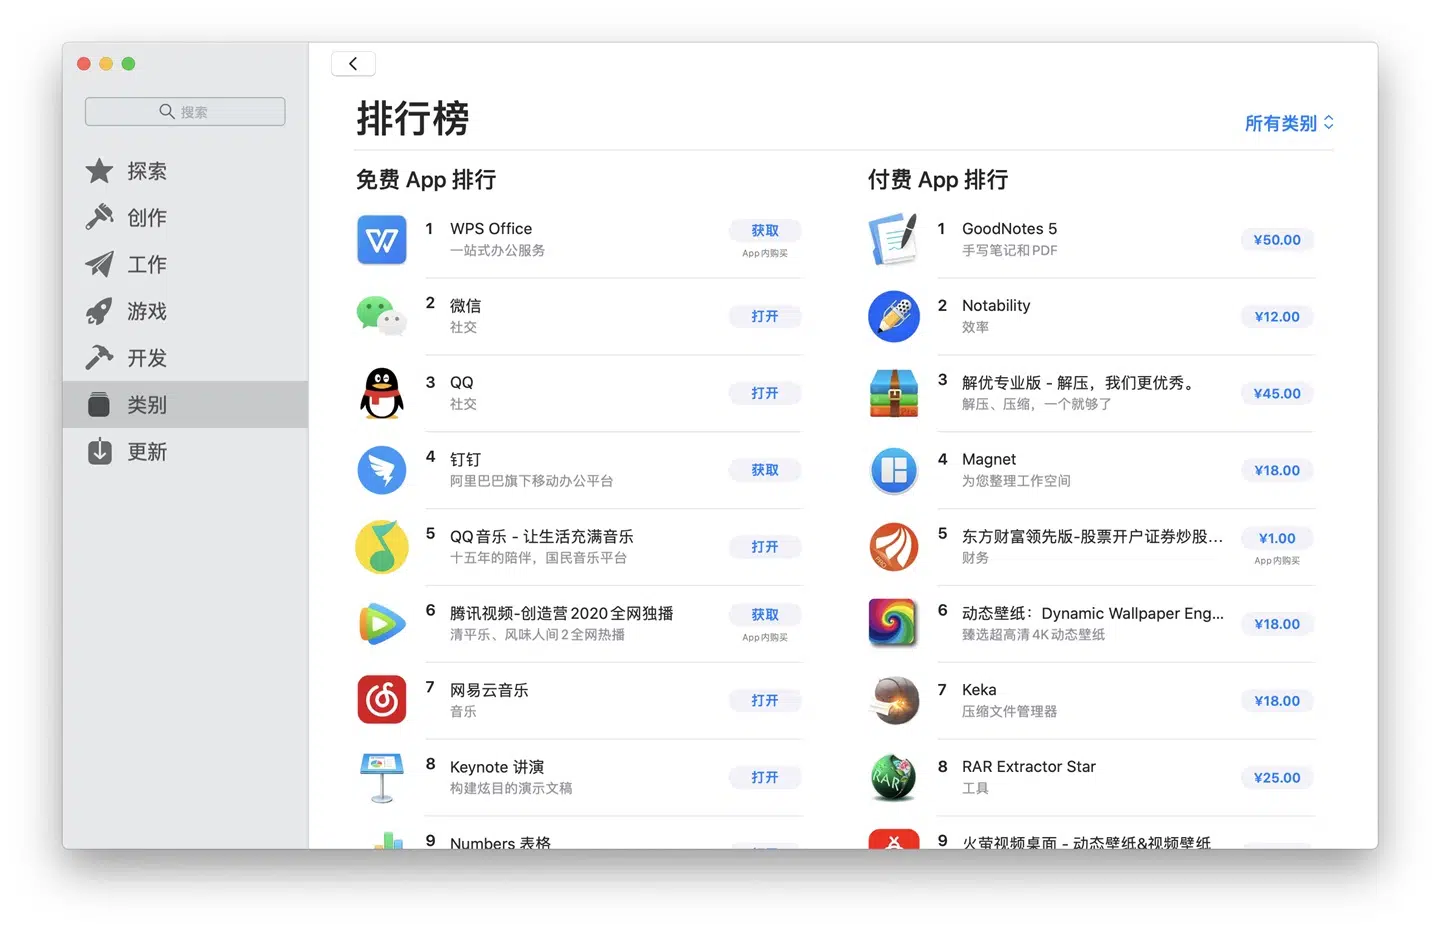 搜索
探索
创作
工作
游戏
开发
类别
更新
排行榜
所有类别
免费 App 排行
1 WPS Office
一站式办公服务
获取
App内购买
2 微信
社交
打开
3 QQ
社交
打开
4 钉钉
阿里巴巴旗下移动办公平台
获取
5 QQ音乐 - 让生活充满音乐
十五年的陪伴，国民音乐平台
打开
6 腾讯视频-创造营2020全网独播
清平乐、风味人间2全网热播
获取
App内购买
7 网易云音乐
音乐
打开
8 Keynote 讲演
构建炫目的演示文稿
打开
9 Numbers 表格
付费 App 排行
1 GoodNotes 5
手写笔记和PDF
¥50.00
2 Notability
效率
¥12.00
3 解优专业版 - 解压，我们更优秀。
解压、压缩，一个就够了
¥45.00
4 Magnet
为您整理工作空间
¥18.00
5 东方财富领先版-股票开户证券炒股...
财务
¥1.00
App内购买
6 动态壁纸：Dynamic Wallpaper Eng...
臻选超高清4K动态壁纸
¥18.00
7 Keka
压缩文件管理器
¥18.00
8 RAR Extractor Star
工具
¥25.00
9 火萤视频桌面 - 动态壁纸&视频壁纸